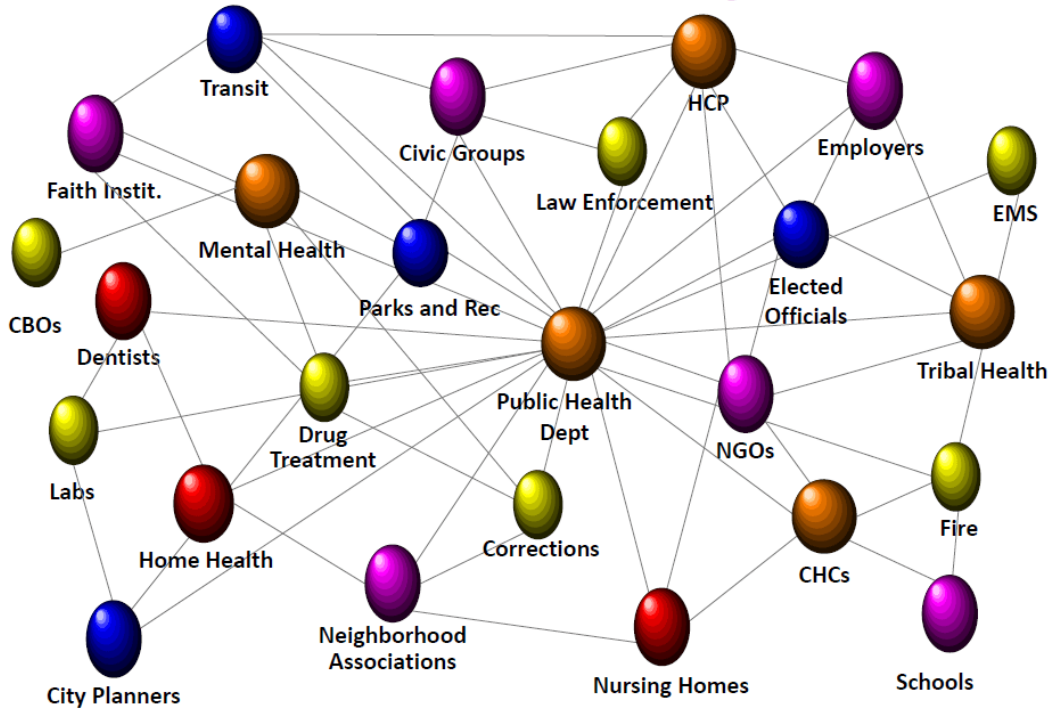 Transit
HCP
Civic Groups
Employers
Faith Instit.
Law Enforcement
EMS
Mental Health
CBOs
Parks and Rec
Elected
Officials
Dentists
Tribal Health
Public Health
Dept
Drug
Treatment
NGOs
Labs
Fire
Home Health
Corrections
CHCs
Neighborhood
Associations
City Planners
Nursing Homes
Schools